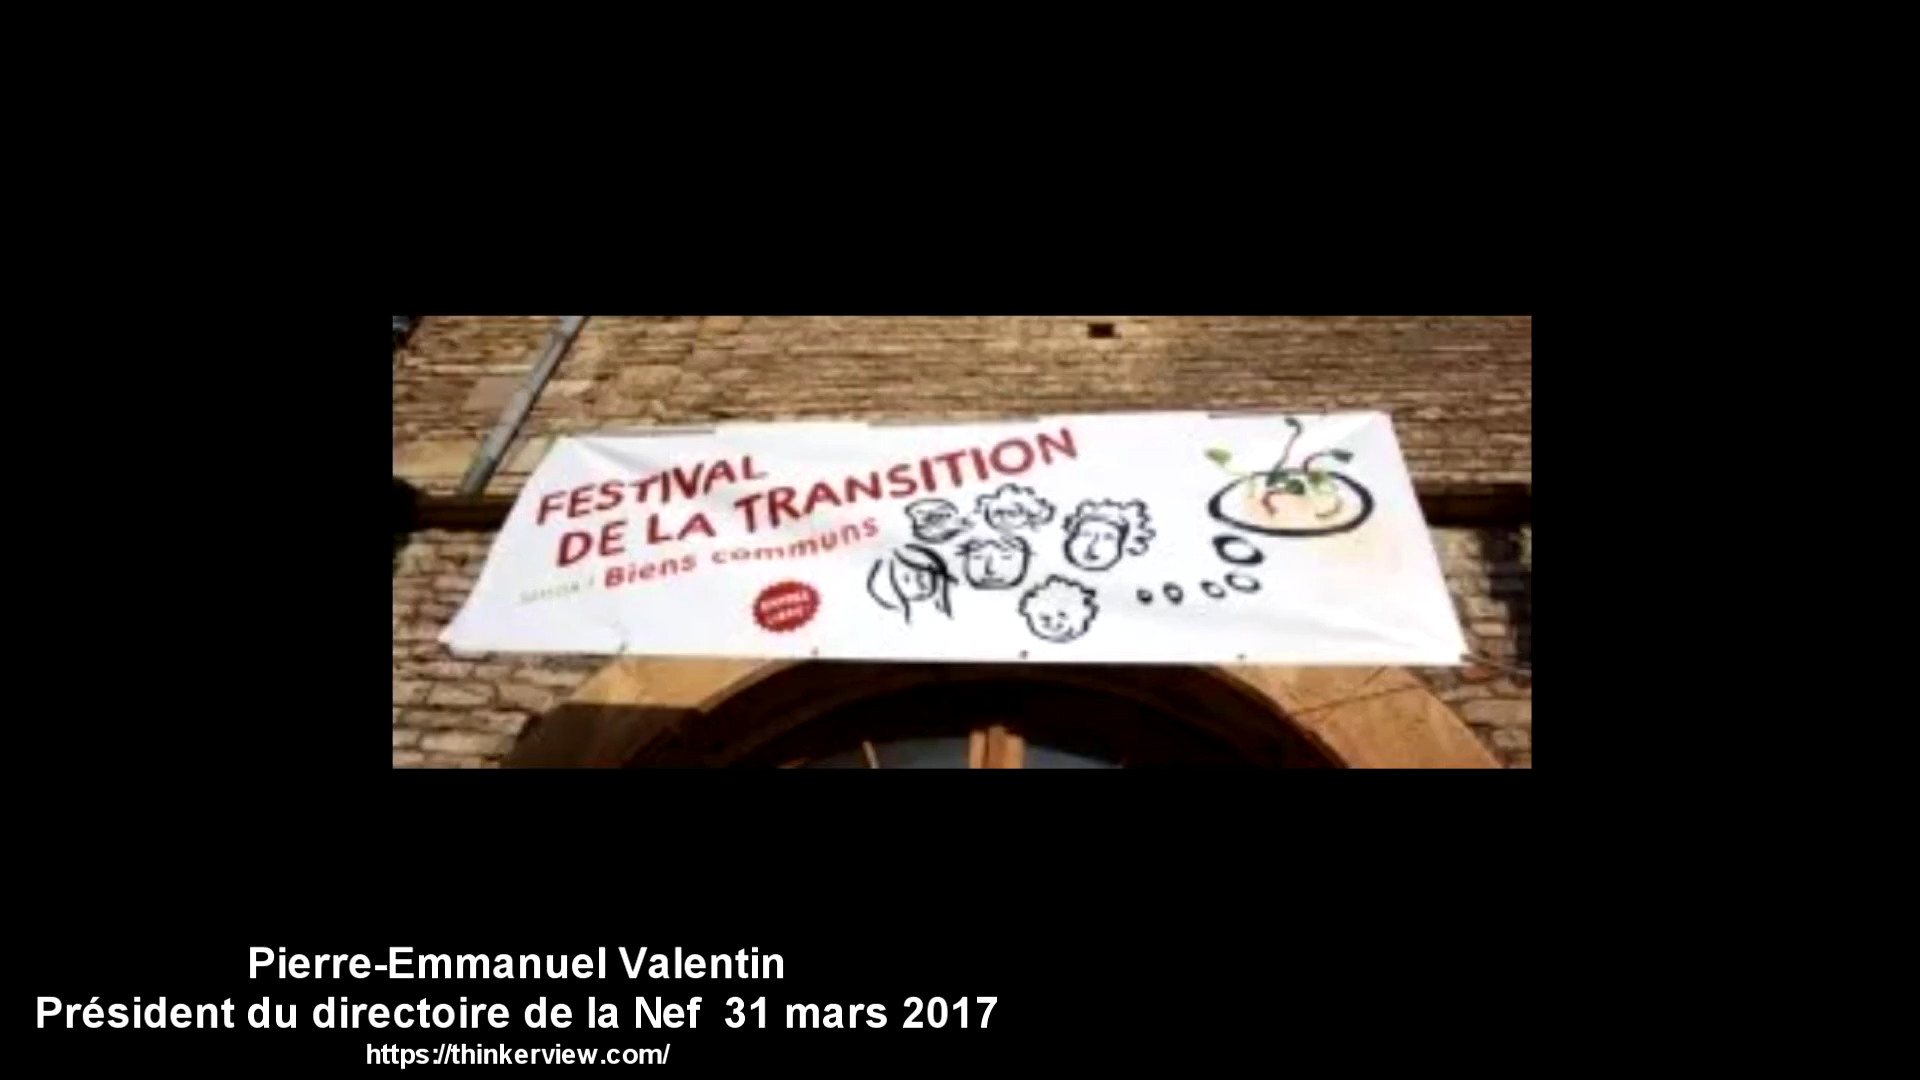 FESTIVAL
DE LA TRANSITION
Biens communs
Pierre-Emmanuel Valentin
Président du directoire de la Nef  31 mars 2017
https://thinkerview.com/